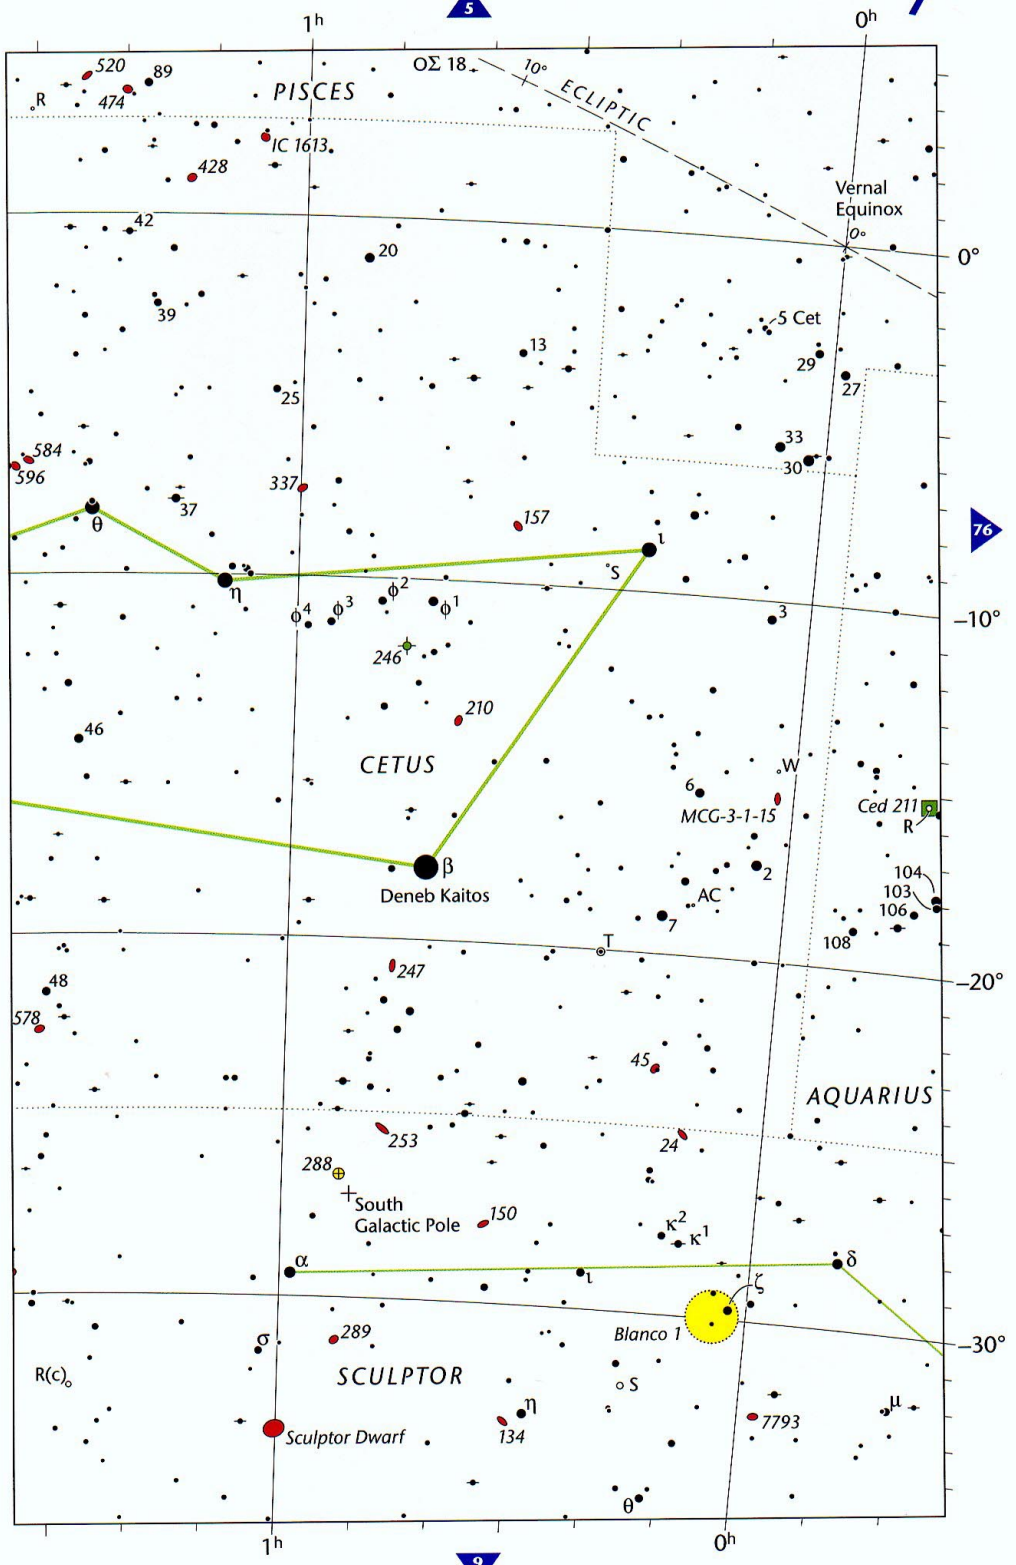 5
1h
0h
OΣ 18
10°
ECLIPTIC
520
89
R
474
PISCES
IC 1613
428
Vernal
Equinox
0°
42
20
0°
39
5 Cet
13
29
27
25
33
30
584
596
337
37
157
θ
76
ι
S
η
ϕ4
ϕ3
ϕ2
ϕ1
3
-10°
246
210
46
CETUS
W
6
MCG-3-1-15
Ced 211
R
β
Deneb Kaitos
2
AC
7
104
103
106
108
T
247
-20°
48
578
45
AQUARIUS
253
24
288
South
Galactic Pole
150
κ2
κ1
α
ι
δ
ζ
Blanco 1
289
σ
-30°
R(c)
SCULPTOR
S
η
μ
Sculptor Dwarf
134
7793
θ
1h
0h
9